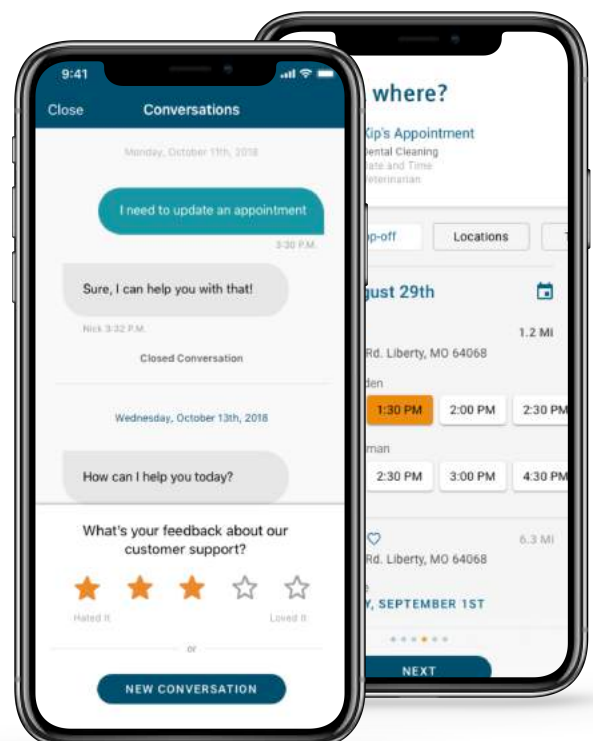 9:41
Close
Conversations
Monday, October 11th, 2018
I need to update an appointment
3:30 P.M.
Sure, I can help you with that!
Nick 3:32 P.M.
Closed Conversation
Wednesday, October 13th, 2018
How can I help you today?
What's your feedback about our
customer support?
Hated It
Loved It
or
NEW CONVERSATION
where?
Kip's Appointment
Dental Cleaning
Date and Time
Veterinarian
op-off
Locations
T
gust 29th
1.2 MI
Rd. Liberty, MO 64068
den
1:30 PM
2:00 PM
2:30 PM
man
2:30 PM
3:00 PM
4:30 PM
6.3 MI
Rd. Liberty, MO 64068
e
Y, SEPTEMBER 1ST
NEXT